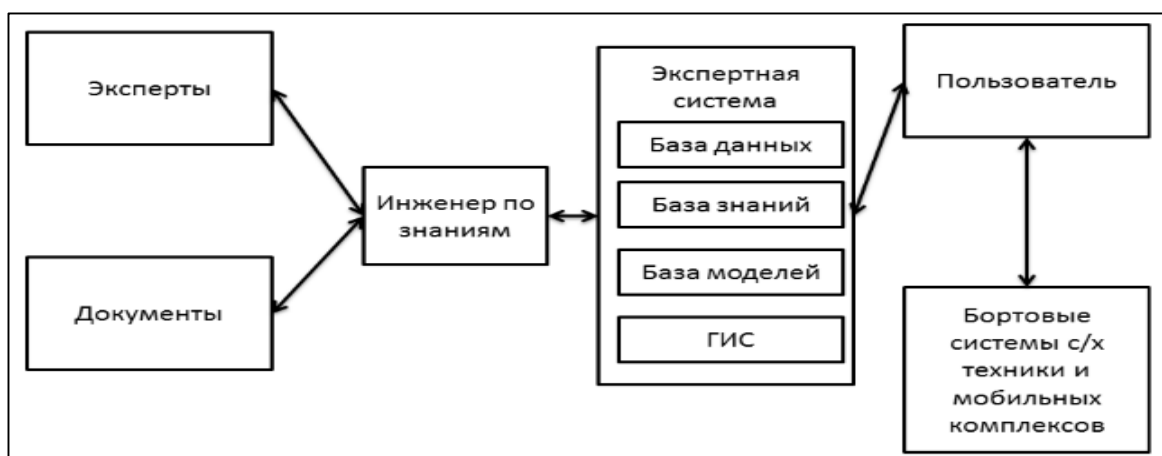 Эксперты
Документы
Инженер по
знаниям
Экспертная
система
База данных
База знаний
База моделей
ГИС
Пользователь
Бортовые
системы с/х
техники и
мобильных
комплексов